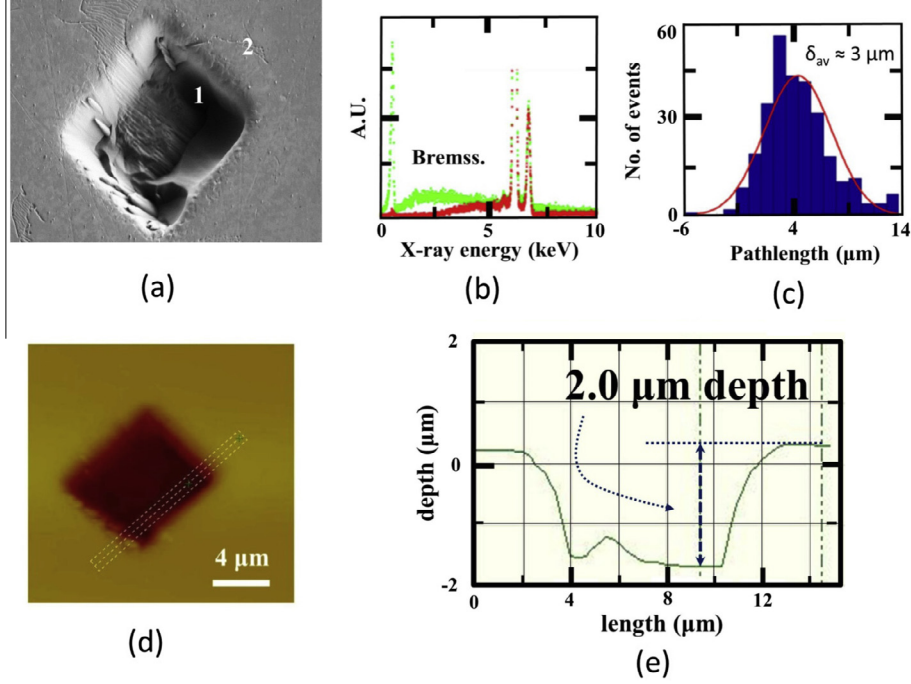 1
2
(a)
A.U.
Bremss.
0
5
10
X-ray energy (keV)
(b)
No. of events
60
30
0
δav ≈ 3 μm
-6
4
14
Pathlength (μm)
(c)
4 μm
(d)
depth (μm)
2
0
-2
2.0 μm depth
0
4
8
12
length (μm)
(e)